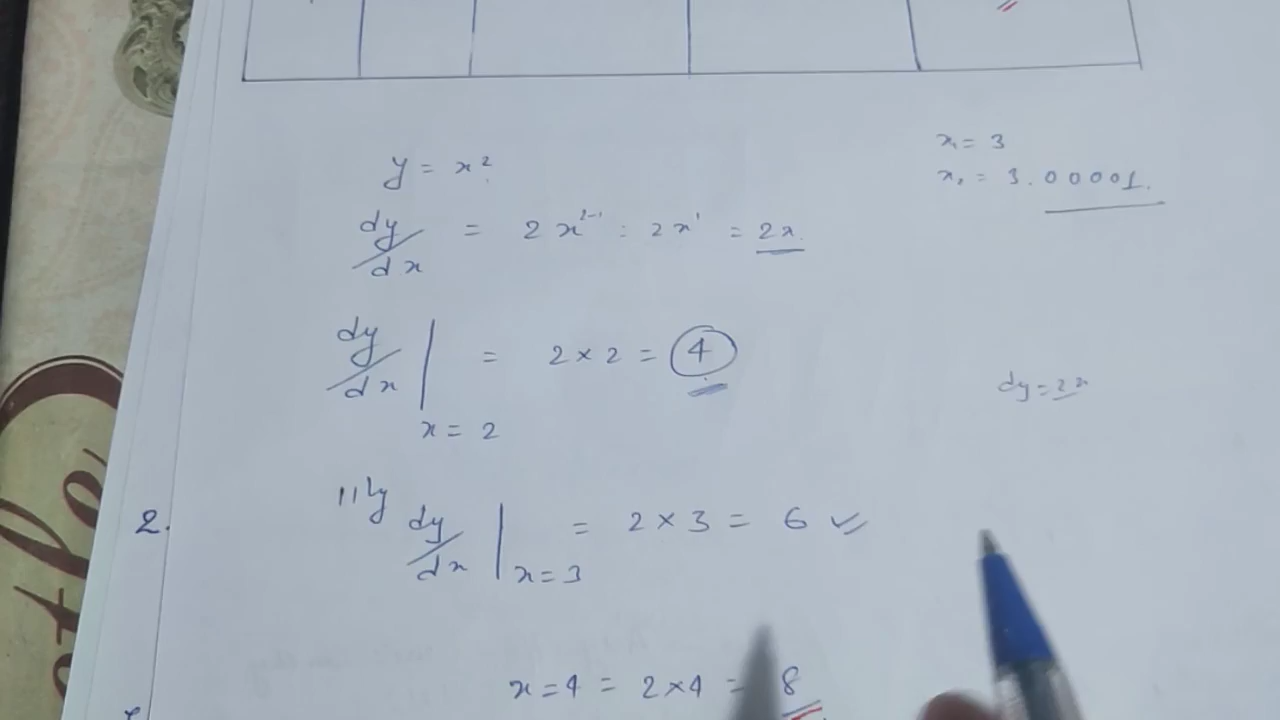 x₁ = 3
y = x²
x₂ = 3.00001.
dy/dx = 2x²⁻¹ : 2x¹ = 2x.
dy/dx | x=2 = 2 × 2 = 4
dy = 2x
2.
111ly dy/dx | x=3 = 2 × 3 = 6 ✓
x=4 = 2×4 = 8